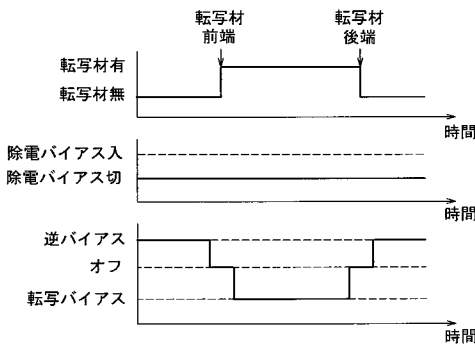 転写材
前端
転写材
後端
転写材有
転写材無
時間
除電バイアス入
除電バイアス切
時間
逆バイアス
オフ
転写バイアス
時間